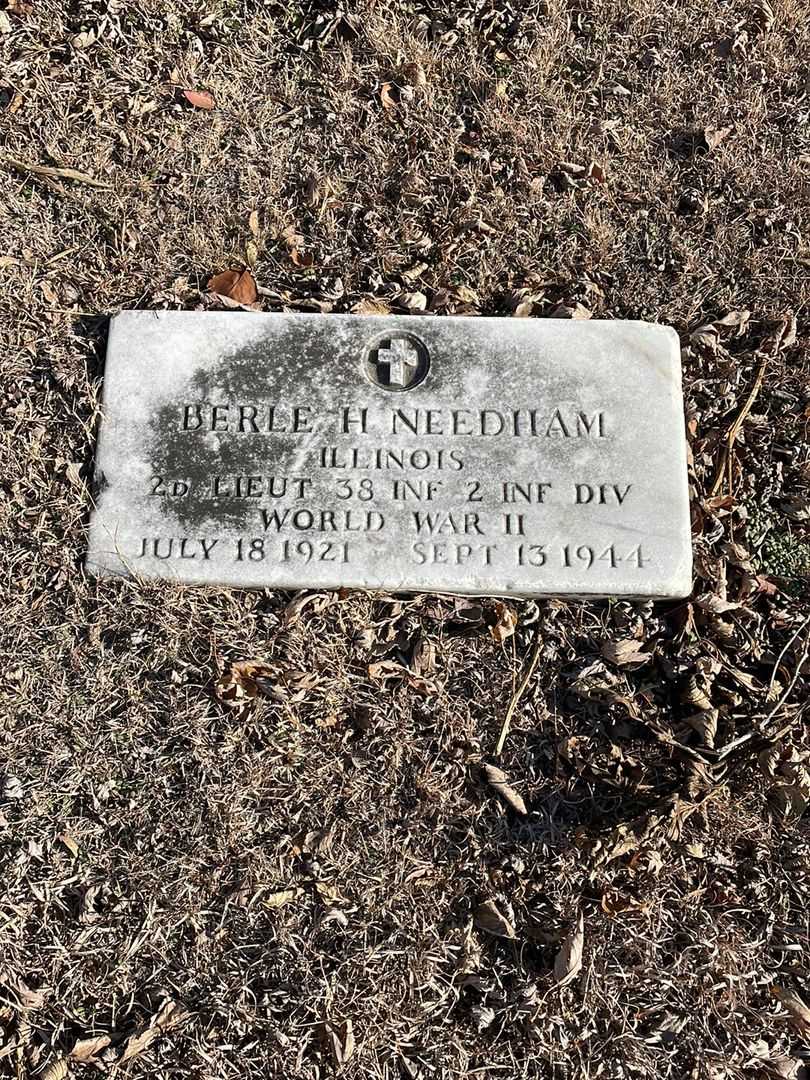 BERLE H NEEDHAM
ILLINOIS
2D LIEUT 38 INF 2 INF DIV
WORLD WAR II
JULY 18 1921 SEPT 13 1944